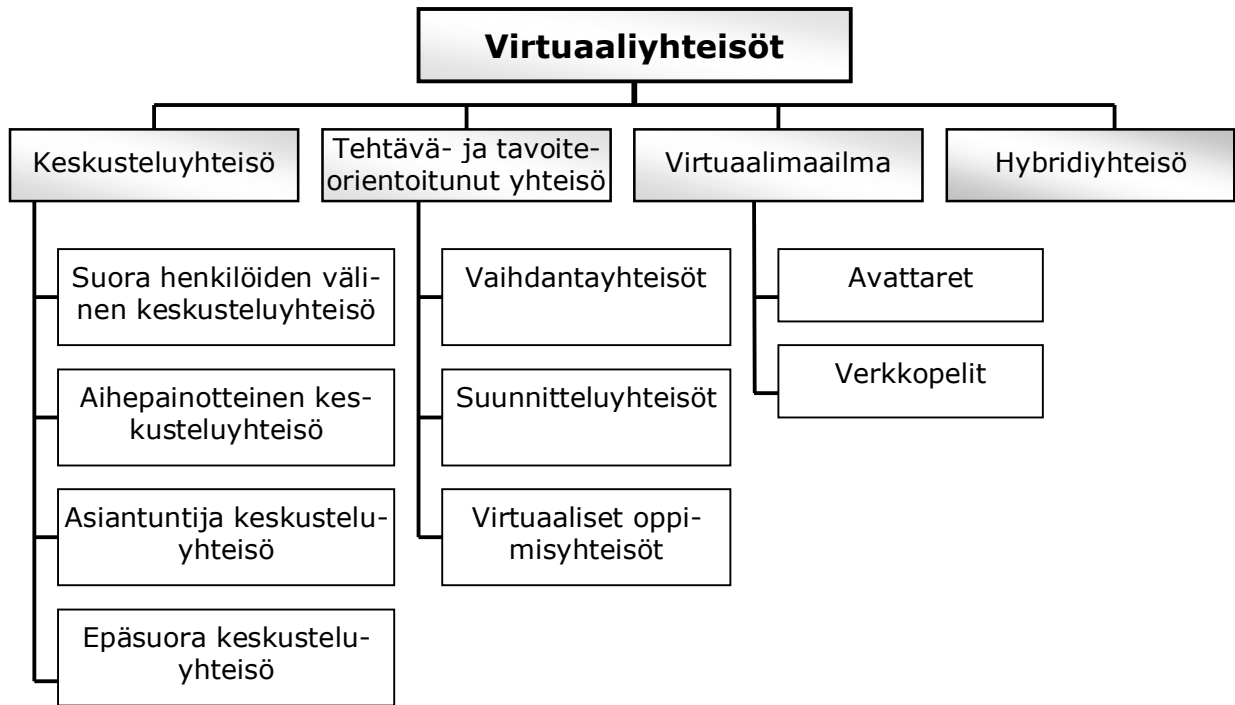 Virtuaaliyhteisöt
Keskusteluyhteisö
Tehtävä- ja tavoite-
orientoitunut yhteisö
Virtuaalimaailma
Hybridiyhteisö
Suora henkilöiden väli-
nen keskusteluyhteisö
Aihepainotteinen kes-
kusteluyhteisö
Asiantuntija keskustelu-
yhteisö
Epäsuora keskustelu-
yhteisö
Vaihdantayhteisöt
Suunnitteluyhteisöt
Virtuaaliset oppi-
misyhteisöt
Avattaret
Verkkopelit